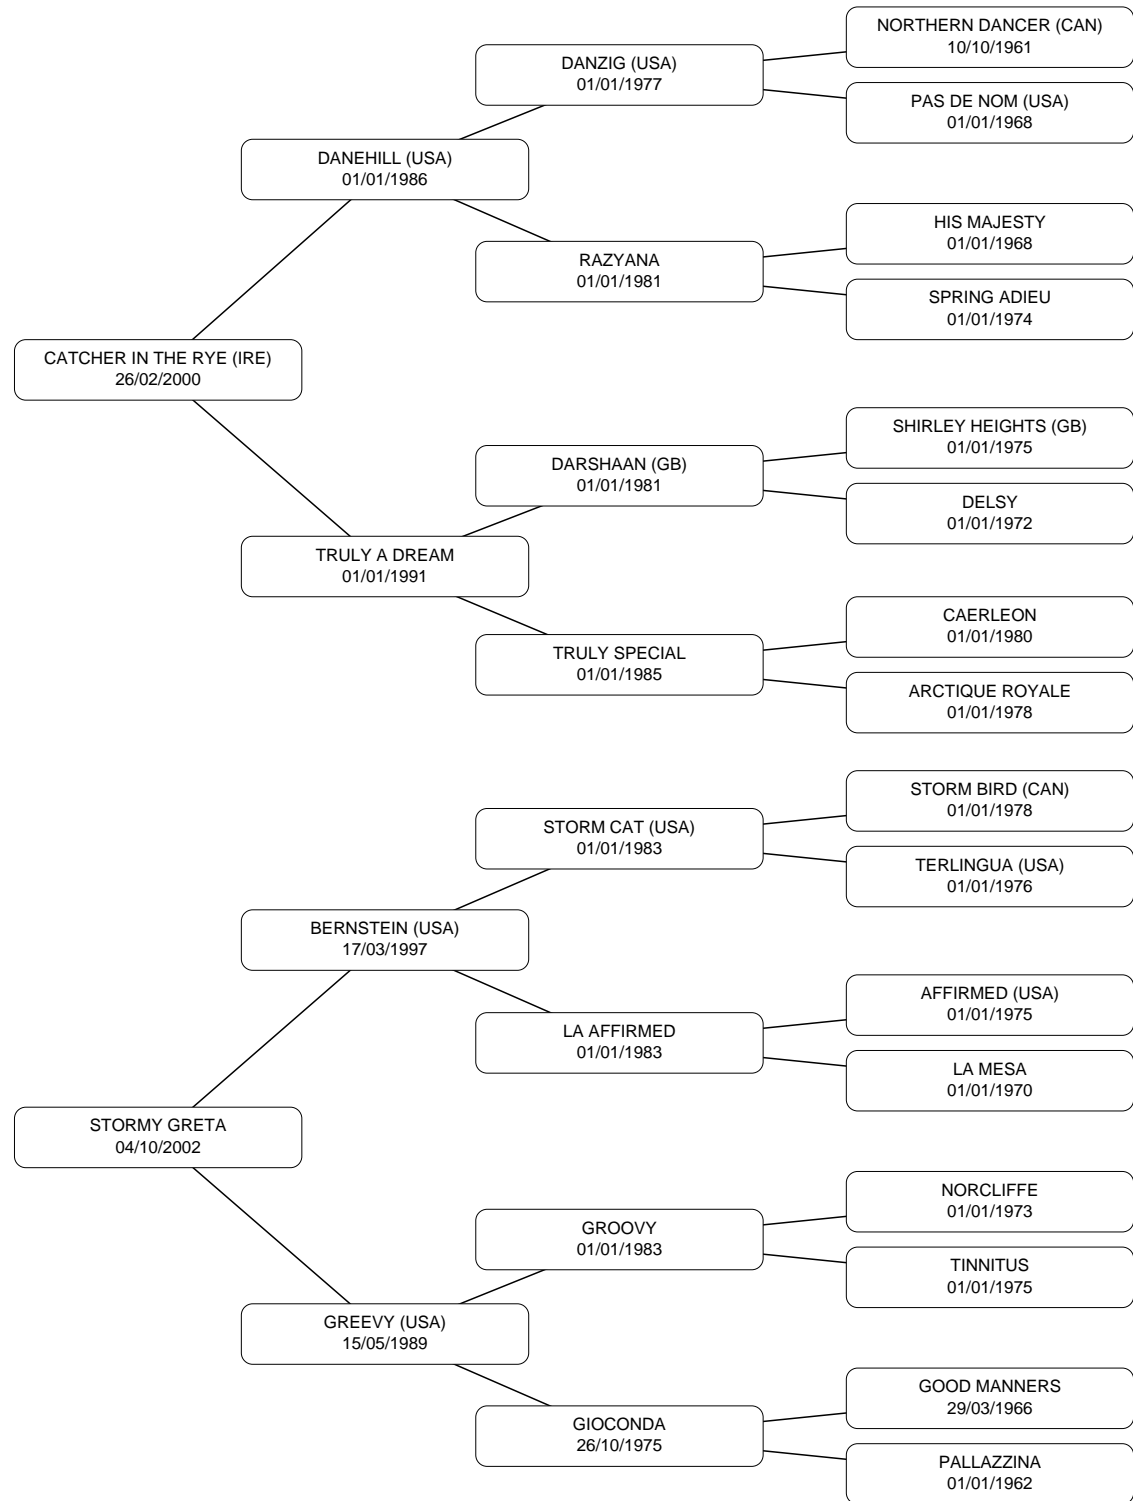 NORTHERN DANCER (CAN)
10/10/1961
DANZIG (USA)
01/01/1977
PAS DE NOM (USA)
01/01/1968
DANEHILL (USA)
01/01/1986
HIS MAJESTY
01/01/1968
RAZYANA
01/01/1981
SPRING ADIEU
01/01/1974
CATCHER IN THE RYE (IRE)
26/02/2000
SHIRLEY HEIGHTS (GB)
01/01/1975
DARSHAAN (GB)
01/01/1981
DELSY
01/01/1972
TRULY A DREAM
01/01/1991
CAERLEON
01/01/1980
TRULY SPECIAL
01/01/1985
ARCTIQUE ROYALE
01/01/1978
STORM BIRD (CAN)
01/01/1978
STORM CAT (USA)
01/01/1983
TERLINGUA (USA)
01/01/1976
BERNSTEIN (USA)
17/03/1997
AFFIRMED (USA)
01/01/1975
LA AFFIRMED
01/01/1983
LA MESA
01/01/1970
STORMY GRETA
04/10/2002
NORCLIFFE
01/01/1973
GROOVY
01/01/1983
TINNITUS
01/01/1975
GREEVY (USA)
15/05/1989
GOOD MANNERS
29/03/1966
GIOCONDA
26/10/1975
PALLAZZINA
01/01/1962